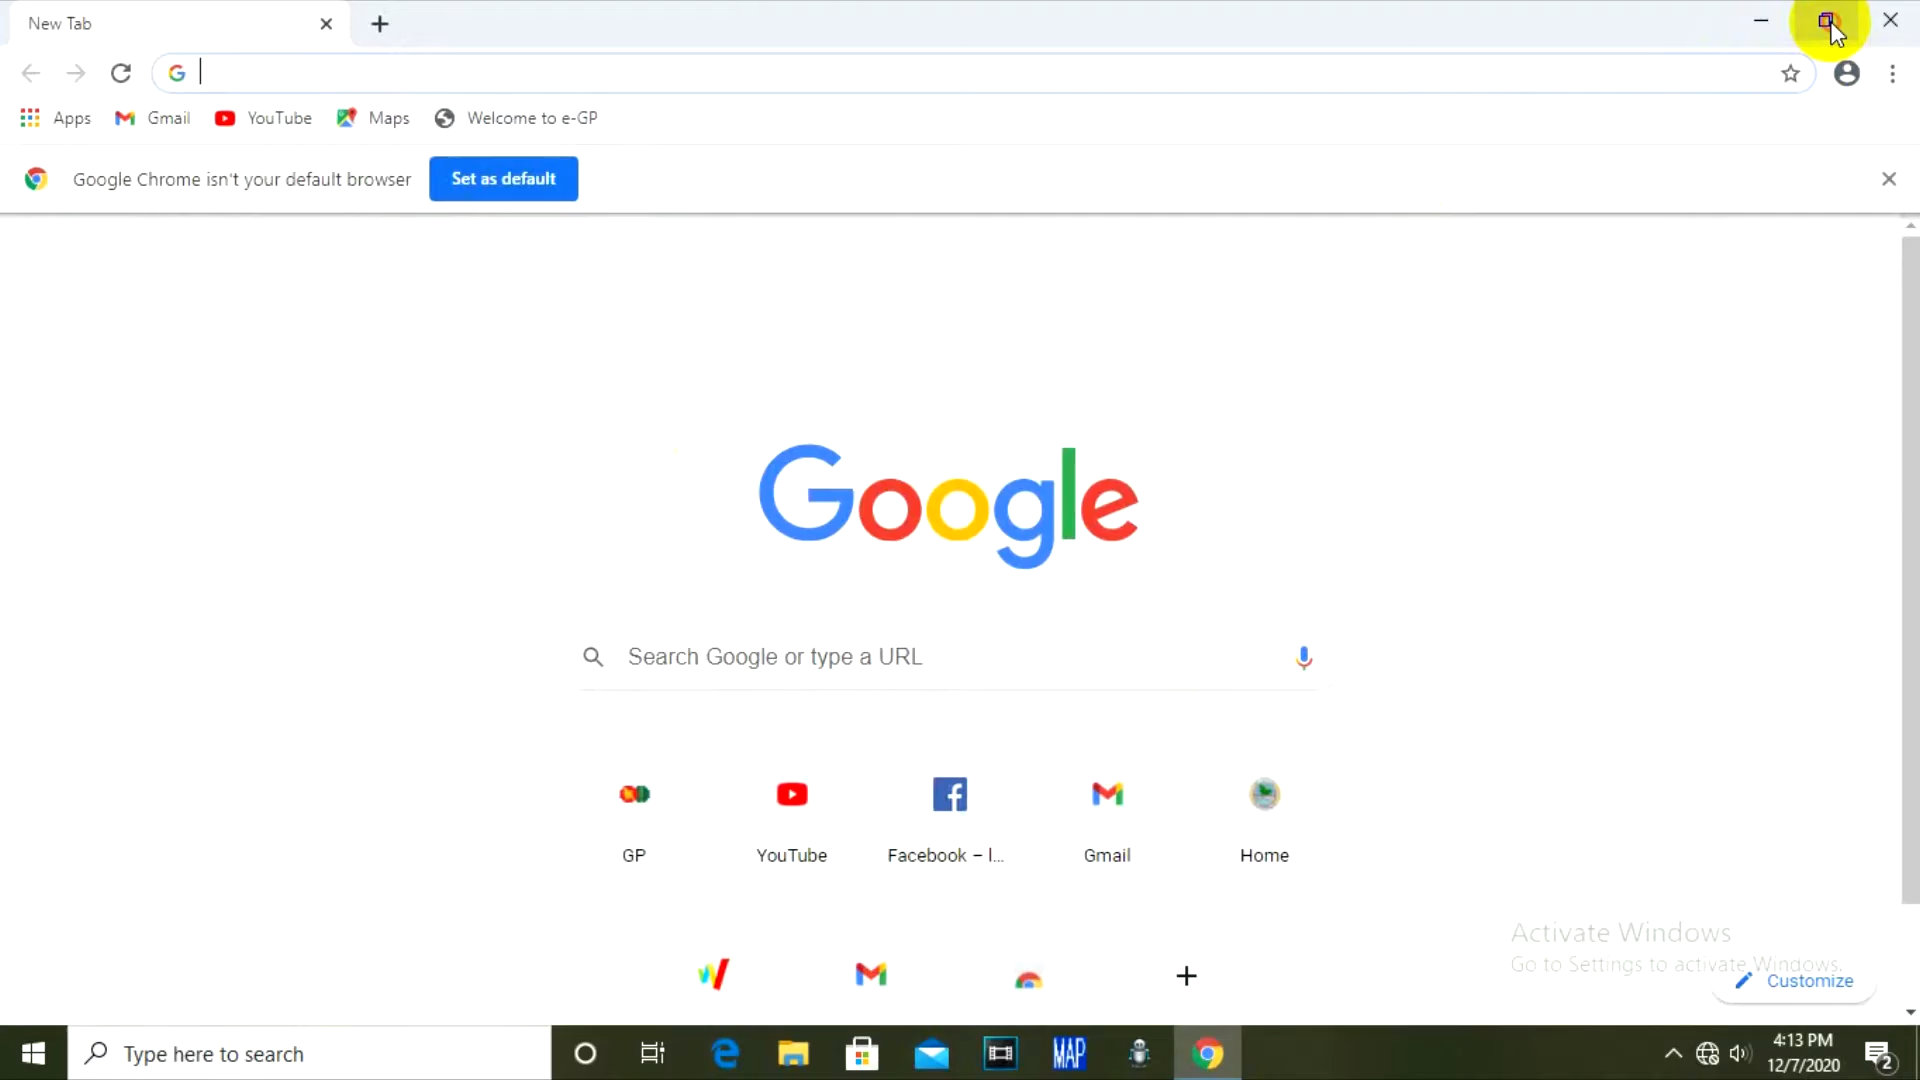 New Tab
Apps Gmail YouTube Maps Welcome to e-GP
Google Chrome isn't your default browser Set as default
Google
Search Google or type a URL
GP YouTube Facebook – l... Gmail Home
Activate Windows
Go to Settings to activate Windows.
Customize
Type here to search
MAP
4:13 PM
12/7/2020
2